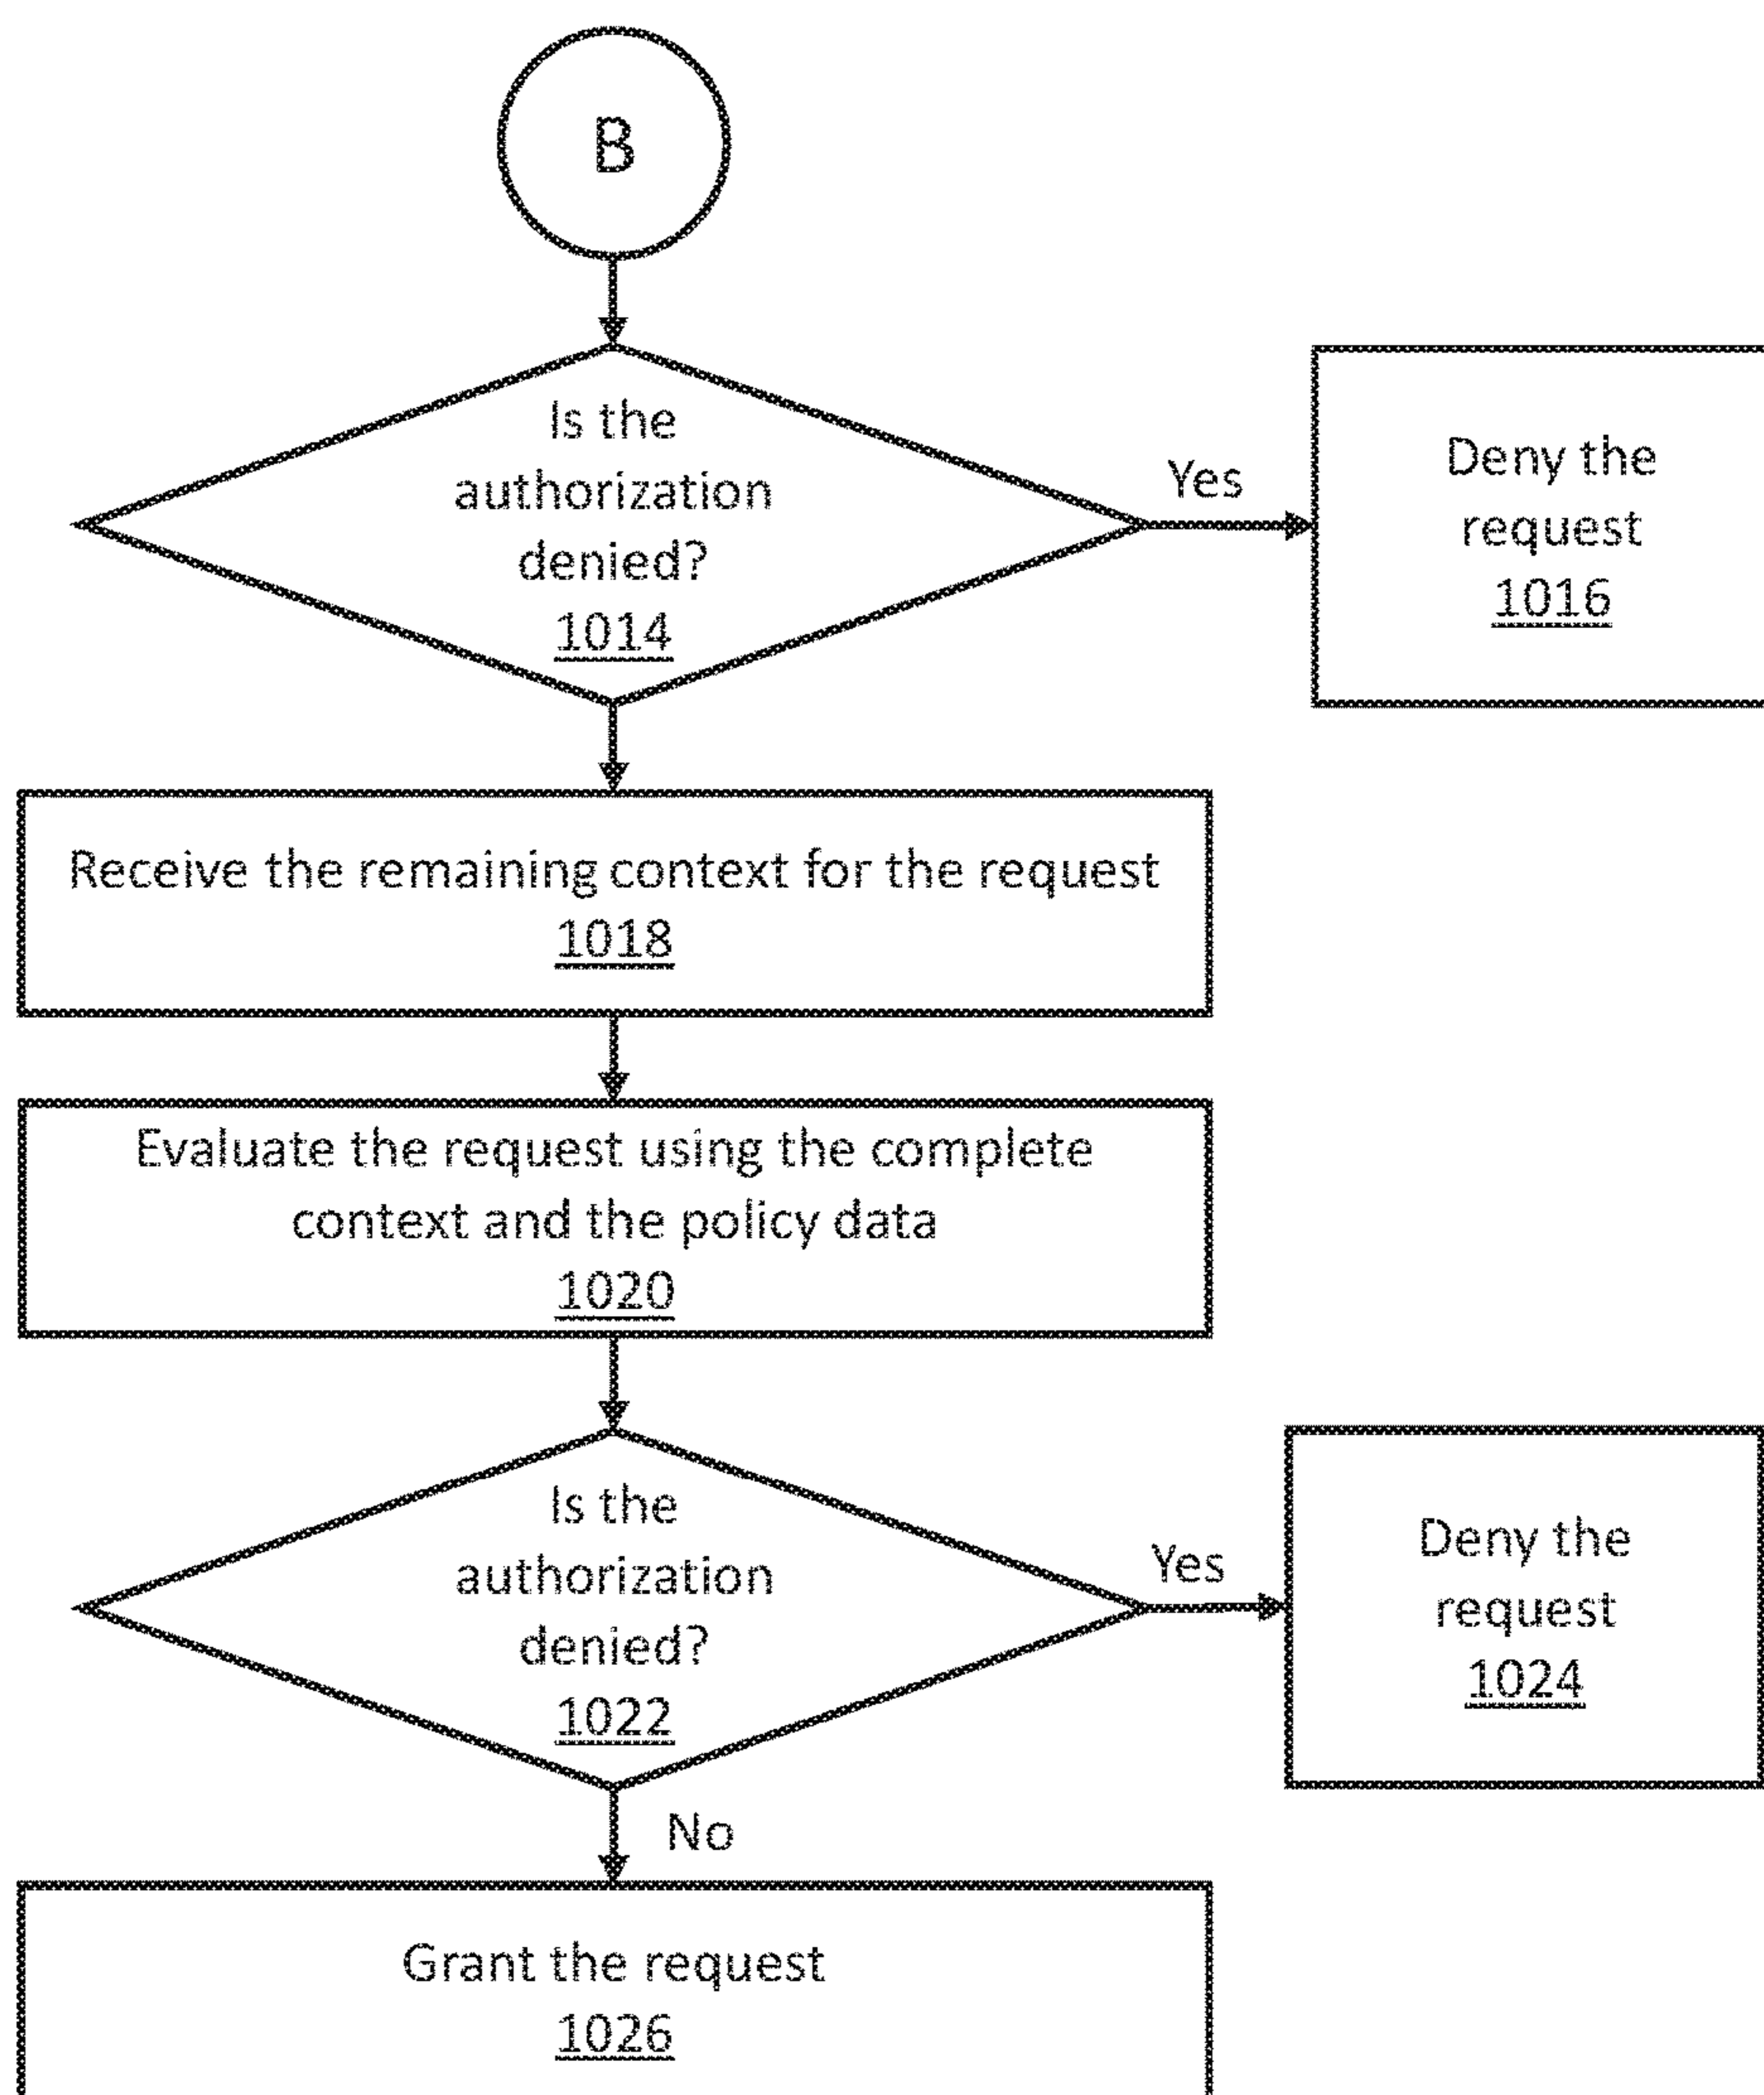 B
Is the
authorization
denied?
1014
Yes
Deny the
request
1016
Receive the remaining context for the request
1018
Evaluate the request using the complete
context and the policy data
1020
Is the
authorization
denied?
1022
Yes
Deny the
request
1024
No
Grant the request
1026